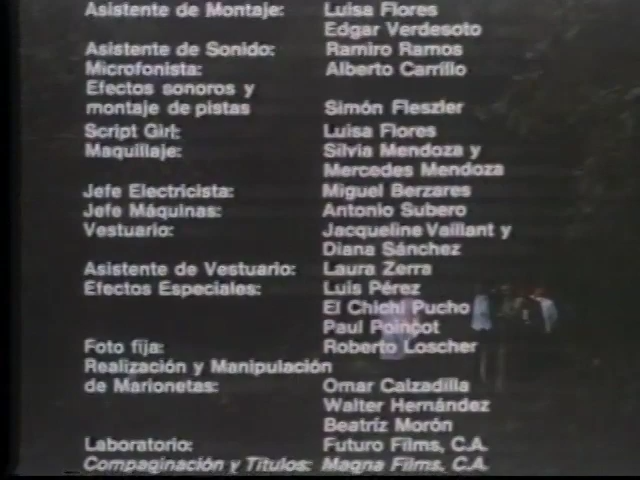 Asistente de Montaje: Luisa Flores
Edgar Verdesoto
Asistente de Sonido: Ramiro Ramos
Microfonista: Alberto Carrillo
Efectos sonoros y
montaje de pistas Simón Fleszler
Script Girl: Luisa Flores
Maquillaje: Silvia Mendoza y
Mercedes Mendoza
Jefe Electricista: Miguel Berzares
Jefe Máquinas: Antonio Subero
Vestuario: Jacqueline Vaillant y
Diana Sánchez
Asistente de Vestuario: Laura Zerra
Efectos Especiales: Luis Pérez
El Chichi Pucho
Paul Poinçot
Foto fija: Roberto Loscher
Realización y Manipulación
de Marionetas: Omar Calzadilla
Walter Hernández
Beatriz Morón
Laboratorio: Futuro Films, C.A.
Compaginación y Títulos: Magna Films, C.A.